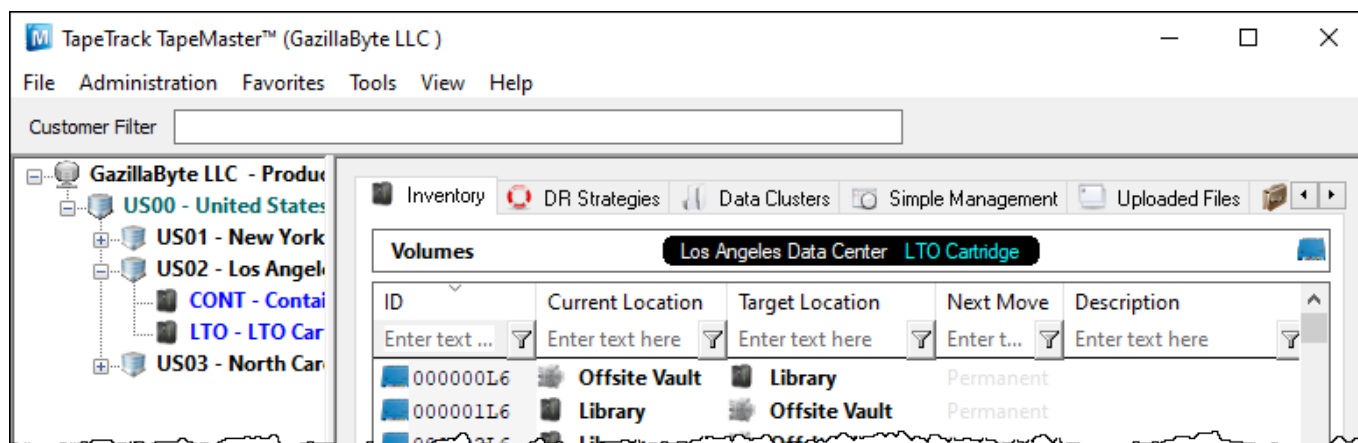 TapeTrack TapeMaster™ (GazillaByte LLC )
File Administration Favorites Tools View Help
Customer Filter
GazillaByte LLC - Produc
US00 - United States
US01 - New York
US02 - Los Angel
CONT - Contai
LTO - LTO Car
US03 - North Car
Inventory DR Strategies Data Clusters Simple Management Uploaded Files
Volumes Los Angeles Data Center LTO Cartridge
ID Current Location Target Location Next Move Description
Enter text ... Enter text here Enter text here Enter t... Enter text here
000000L6 Offsite Vault Library Permanent
000001L6 Library Offsite Vault Permanent